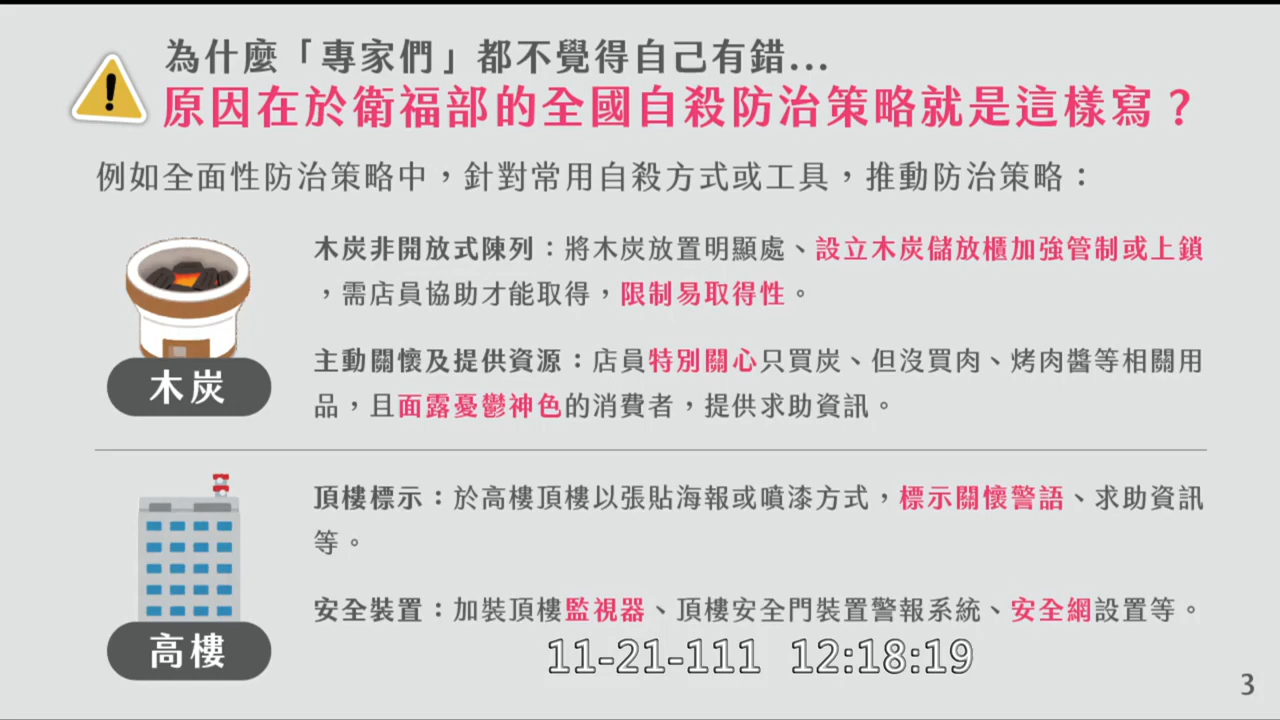 為什麼「專家們」都不覺得自己有錯...
原因在於衛福部的全國自殺防治策略就是這樣寫？
例如全面性防治策略中，針對常用自殺方式或工具，推動防治策略：
木炭非開放式陳列：將木炭放置明顯處、設立木炭儲放櫃加強管制或上鎖
，需店員協助才能取得，限制易取得性。
主動關懷及提供資源：店員特別關心只買炭、但沒買肉、烤肉醬等相關用
品，且面露憂鬱神色的消費者，提供求助資訊。
木炭
頂樓標示：於高樓頂樓以張貼海報或噴漆方式，標示關懷警語、求助資訊
等。
安全裝置：加裝頂樓監視器、頂樓安全門裝置警報系統、安全網設置等。
高樓
11-21-111 12:18:19
3